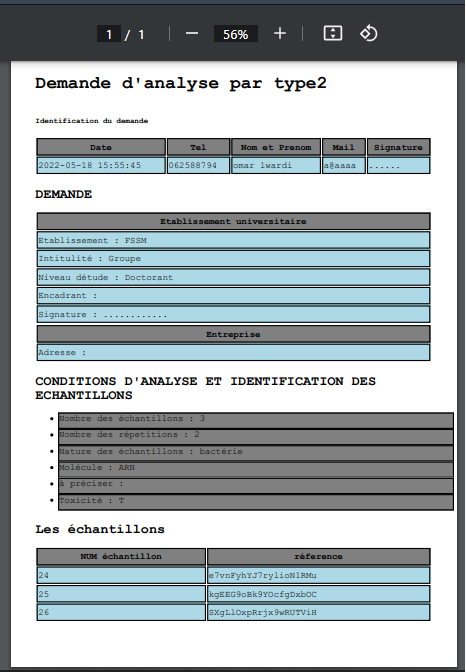 1 / 1 56%
Demande d'analyse par type2
Identification du demande
Date Tel Nom et Prenom Mail Signature
2022-05-18 15:55:45 062588794 omar lwardi a@aaaa ......
DEMANDE
Etablissement universitaire
Etablissement : FSSM
Intitulité : Groupe
Niveau détude : Doctorant
Encadrant :
Signature : ............
Entreprise
Adresse :
CONDITIONS D'ANALYSE ET IDENTIFICATION DES
ECHANTILLONS
• Nombre des échantillons : 3
• Nombre des répetitions : 2
• Nature des échantillons : bactérie
• Molécule : ARN
• à préciser :
• Toxicité : T
Les échantillons
NUM échantillon réference
24 e7vnFyhYJ7rylioN1RMu
25 kgEEG9oBk9YOcfgDxbOC
26 SXgLlOxpRrjx9wRUTViH